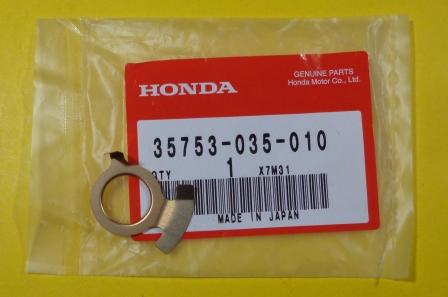 GENUINE PARTS
HONDA
Honda Motor Co., Ltd.
35753-035-010
QTY 1 X7M31
MADE IN JAPAN